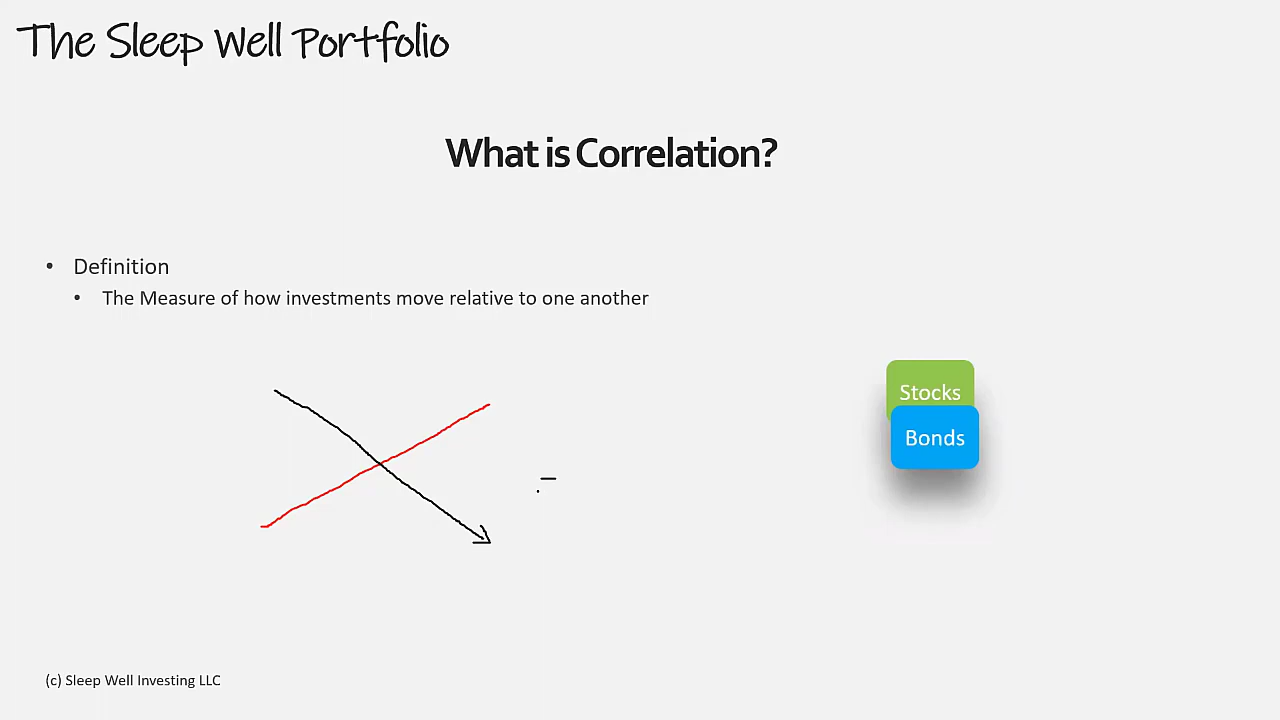 The Sleep Well Portfolio
What is Correlation?
• Definition
• The Measure of how investments move relative to one another
Stocks
Bonds
(c) Sleep Well Investing LLC